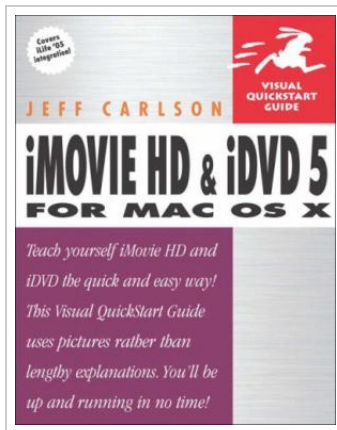 Covers
iLife '05
integration!
VISUAL
QUICKSTART
GUIDE
JEFF CARLSON
iMOVIE HD & iDVD 5
FOR MAC OS X
Teach yourself iMovie HD and
iDVD the quick and easy way!
This Visual QuickStart Guide
uses pictures rather than
lengthy explanations. You'll be
up and running in no time!